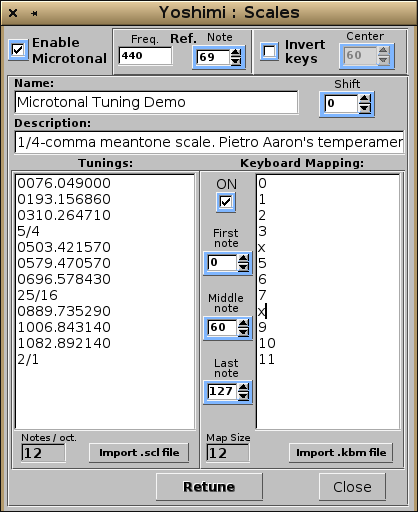 Yoshimi : Scales
Enable Microtonal
Freq. Ref. Note
440 69
Invert keys
Center
60
Name:
Microtonal Tuning Demo
Shift
0
Description:
1/4-comma meantone scale. Pietro Aaron's temperamer
Tunings:
0076.049000
0193.156860
0310.264710
5/4
0503.421570
0579.470570
0696.578430
25/16
0889.735290
1006.843140
1082.892140
2/1
Notes / oct.
12
Import .scl file
ON
First note
0
Middle note
60
Last note
127
Keyboard Mapping:
0
1
2
3
x
5
6
7
x
9
10
11
Map Size
12
Import .kbm file
Retune
Close